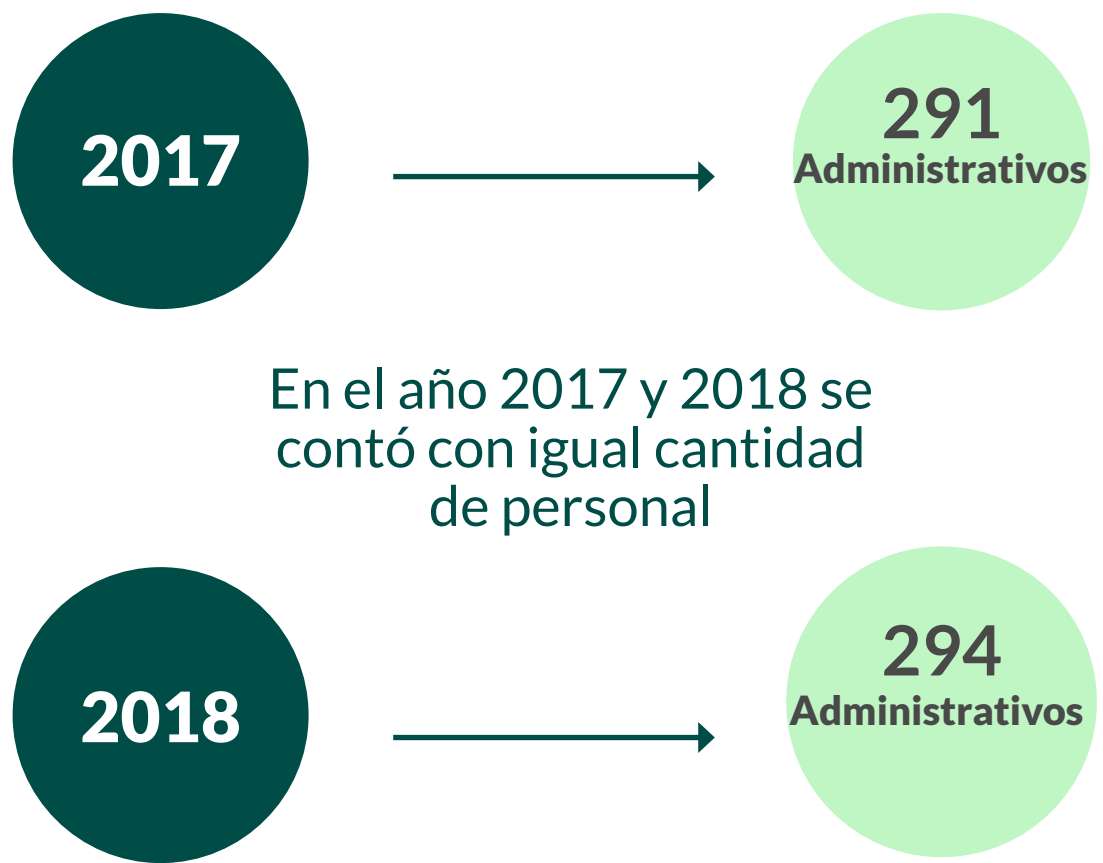 2017
291
Administrativos
En el año 2017 y 2018 se
contó con igual cantidad
de personal
2018
294
Administrativos